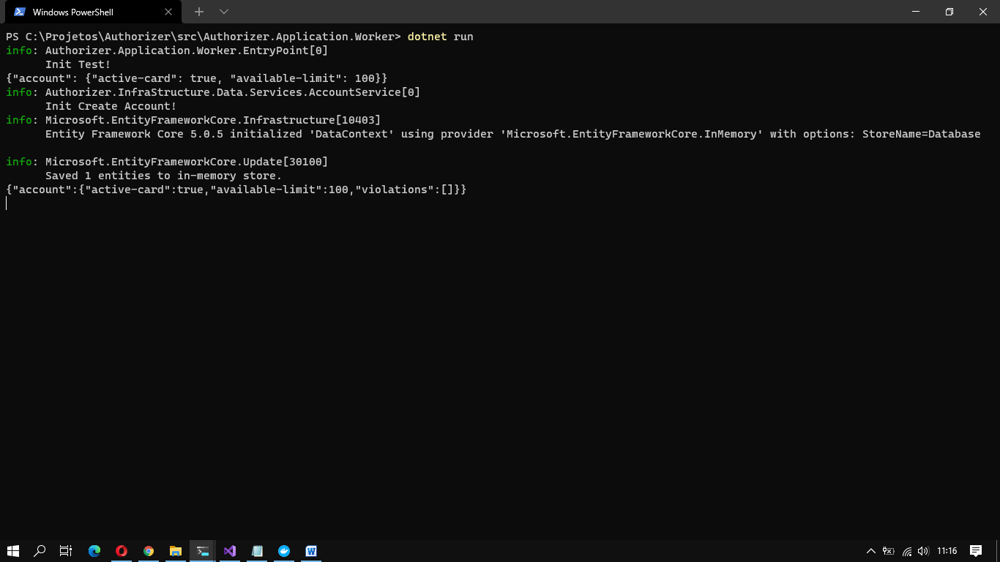 Windows PowerShell
PS C:\Projetos\Authorizer\src\Authorizer.Application.Worker> dotnet run
info: Authorizer.Application.Worker.EntryPoint[0]
      Init Test!
{"account": {"active-card": true, "available-limit": 100}}
info: Authorizer.InfraStructure.Data.Services.AccountService[0]
      Init Create Account!
info: Microsoft.EntityFrameworkCore.Infrastructure[10403]
      Entity Framework Core 5.0.5 initialized 'DataContext' using provider 'Microsoft.EntityFrameworkCore.InMemory' with options: StoreName=Database
info: Microsoft.EntityFrameworkCore.Update[30100]
      Saved 1 entities to in-memory store.
{"account":{"active-card":true,"available-limit":100,"violations":[]}}
11:16